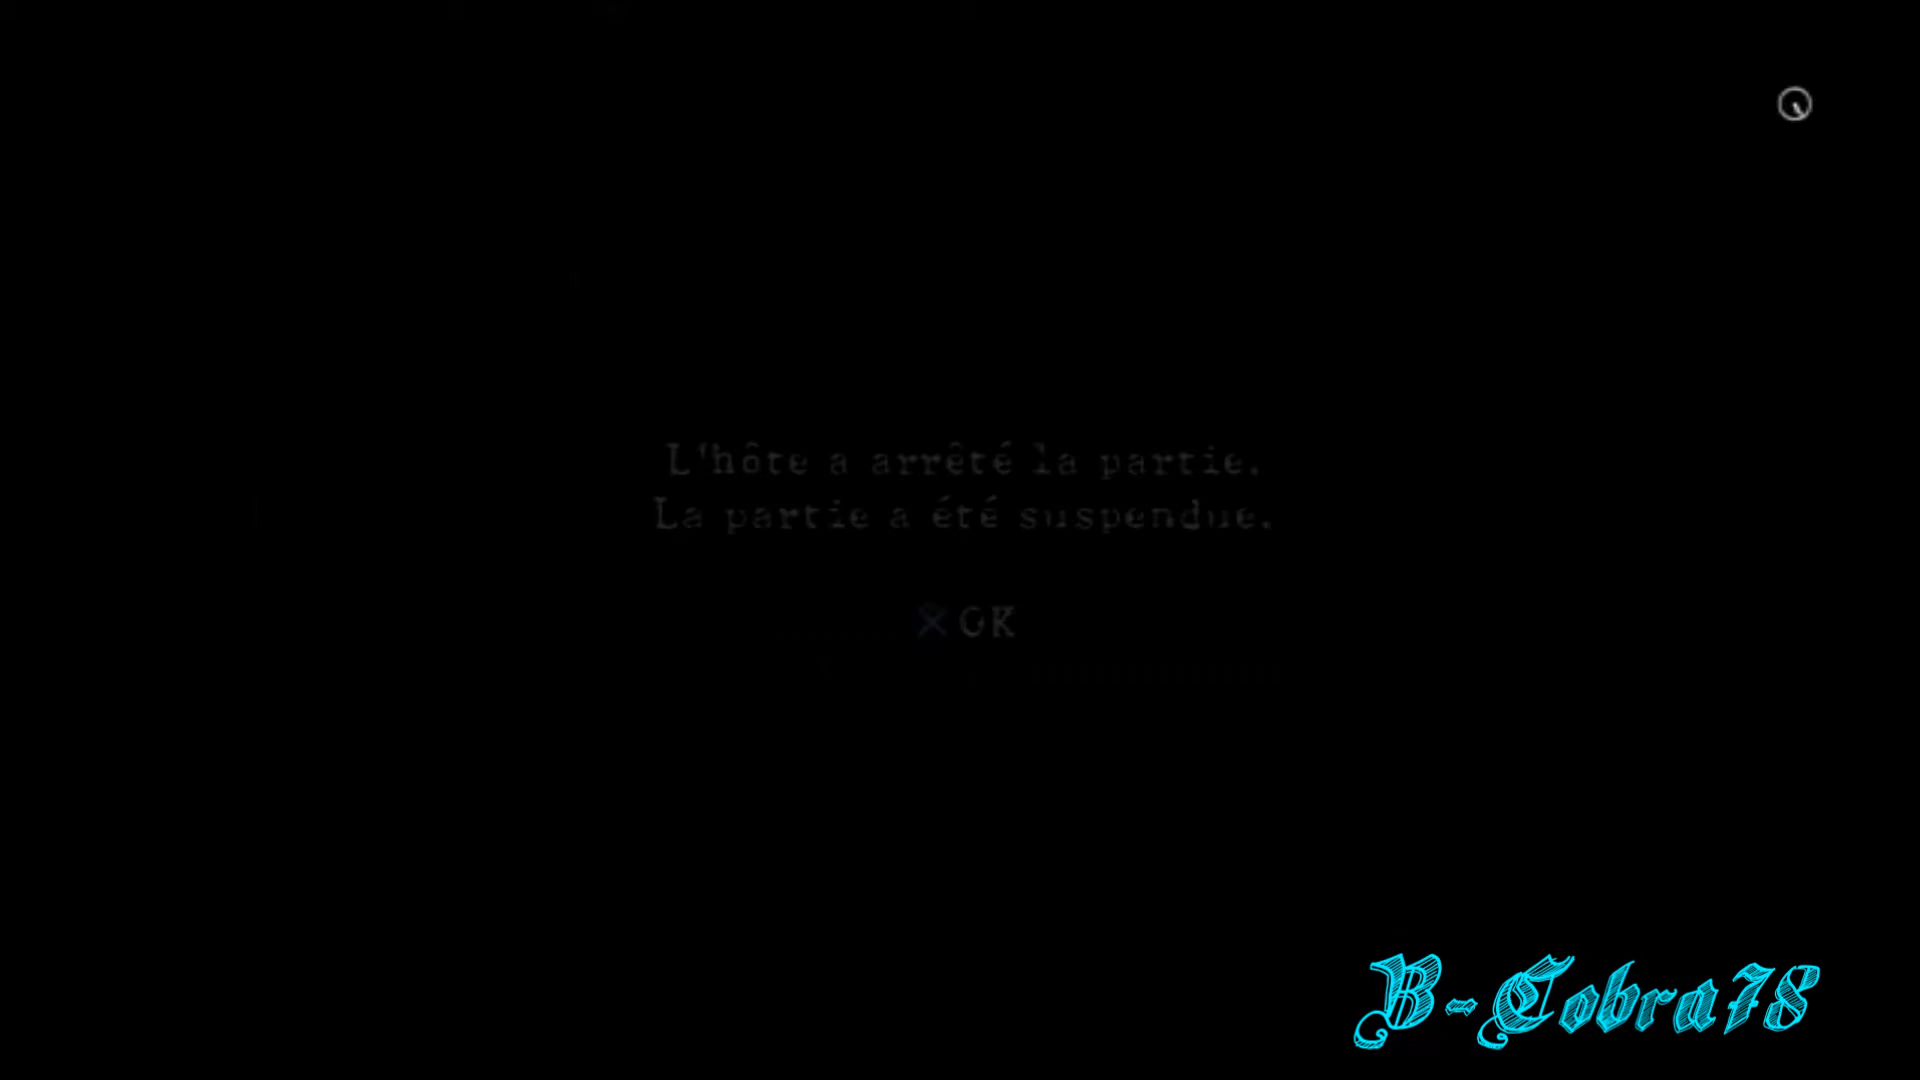 L'hôte a arrêté la partie.
La partie a été suspendue.
OK
B-Cobra78